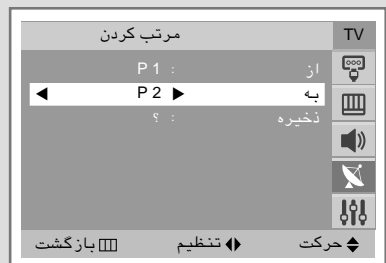 مرتب کردن
TV
از : P 1
به ◀ P 2 ▶
ذخیره : ؟
حرکت تنظیم بازگشت